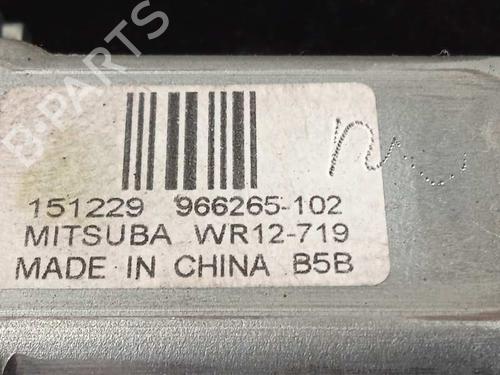 B-PARTS
151229 966265-102
MITSUBA WR12-719
MADE IN CHINA B5B